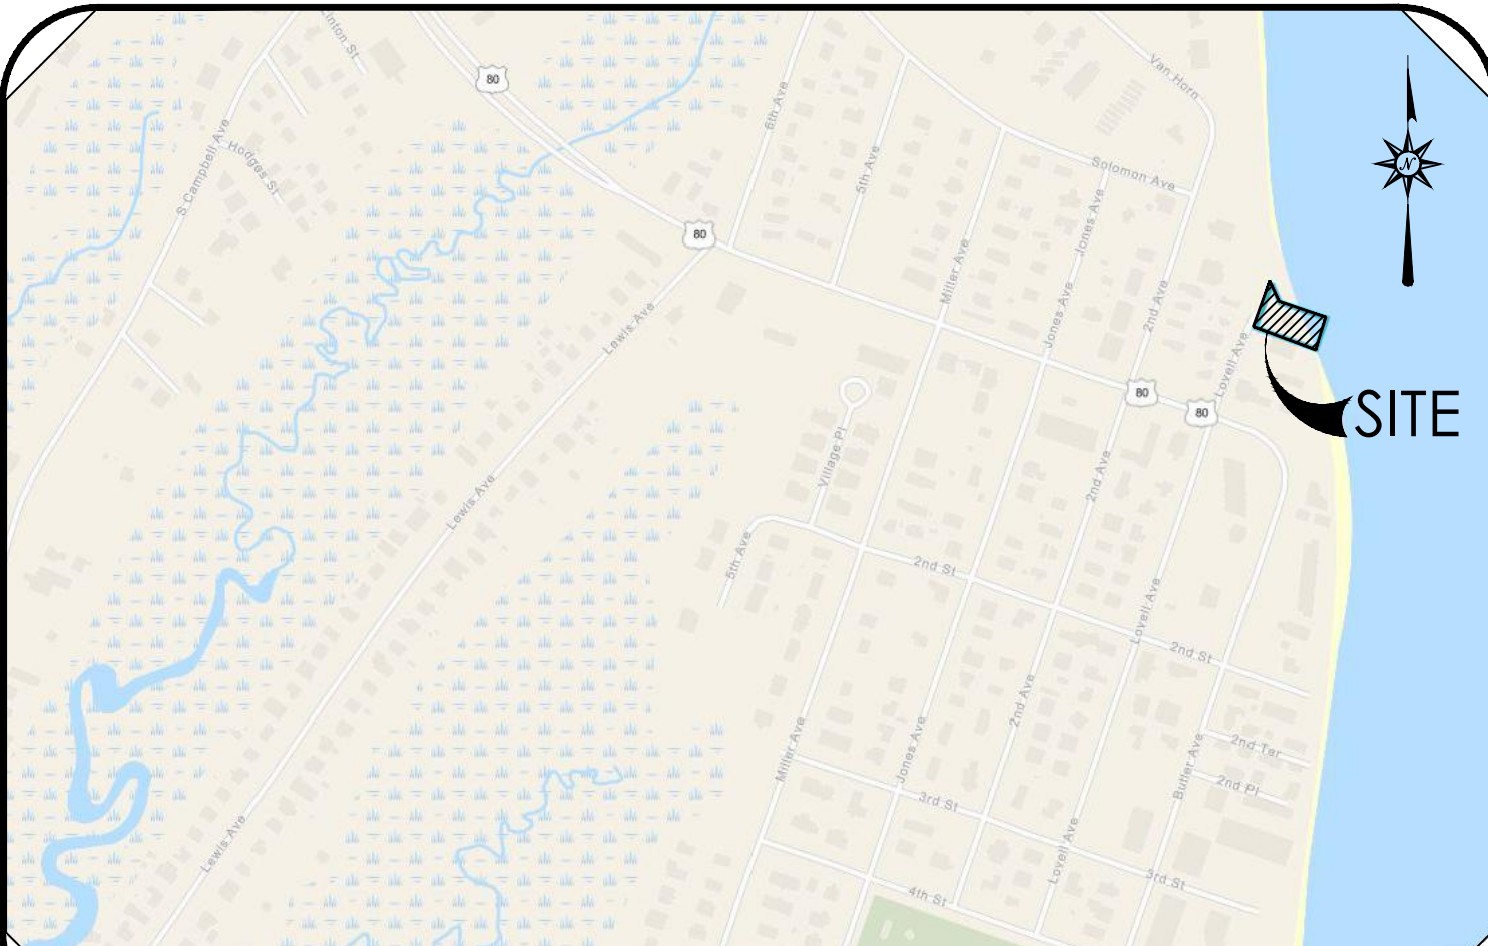 Linton St
80
Van Horn
6th Ave
S Campbell Ave
Hodges St
5th Ave
Solomon Ave
N
Jones Ave
80
Miller Ave
2nd Ave
Jones Ave
Lewis Ave
Lovell Ave
80
80
SITE
Village Pl
2nd Ave
Lewis Ave
5th Ave
2nd St
Lovell Ave
2nd St
2nd Ave
Miller Ave
Jones Ave
2nd Ter
Butler Ave
2nd Pl
3rd St
Lewis Ave
Lovell Ave
3rd St
4th St